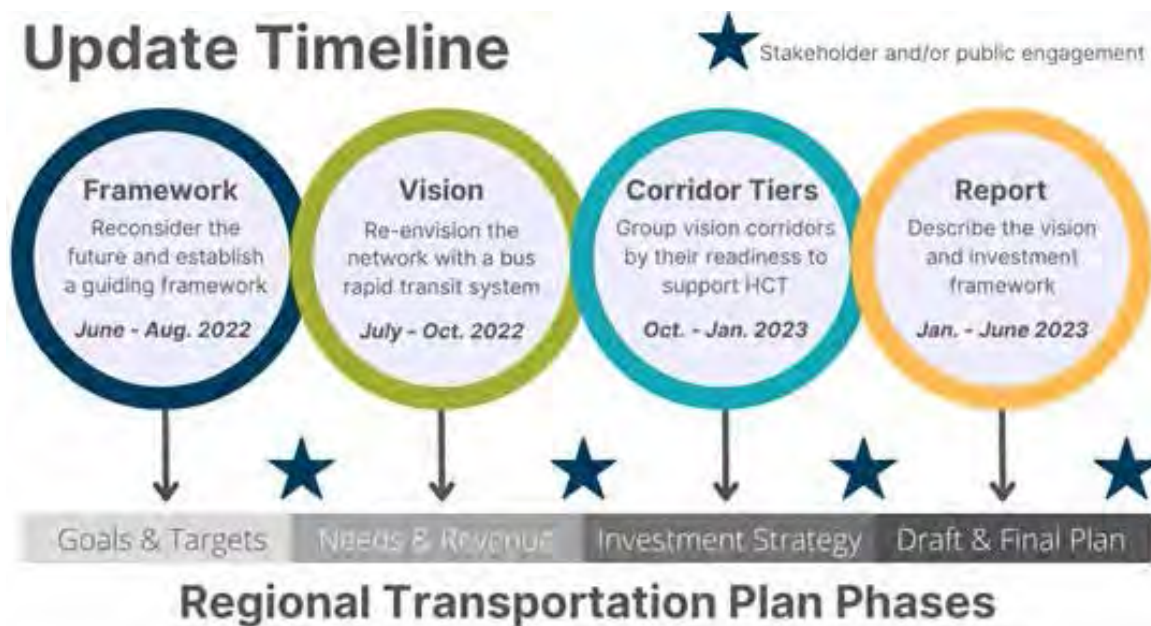 Update Timeline
Stakeholder and/or public engagement
Framework
Reconsider the
future and establish
a guiding framework
June - Aug. 2022
Vision
Re-envision the
network with a bus
rapid transit system
July - Oct. 2022
Corridor Tiers
Group vision corridors
by their readiness to
support HCT
Oct. - Jan. 2023
Report
Describe the vision
and investment
framework
Jan. - June 2023
Goals & Targets
Needs & Revenue
Investment Strategy
Draft & Final Plan
Regional Transportation Plan Phases